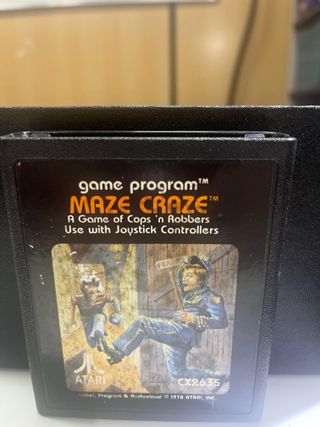 game program™
MAZE CRAZE™
A Game of Cops 'n Robbers
Use with Joystick Controllers
ATARI
CX2635
Label, Program & Audiovisual © 1978 ATARI, Inc.